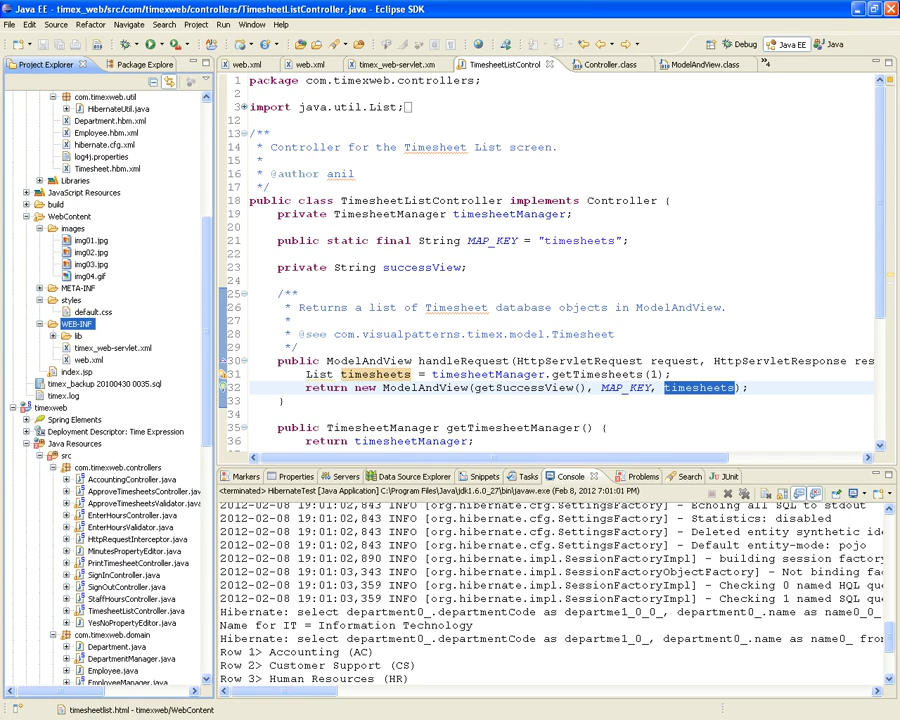 Java EE - timex_web/src/com/timexweb/controllers/TimesheetListController.java - Eclipse SDK
File Edit Source Refactor Navigate Search Project Run Window Help
Debug Java EE Java
Project Explorer Package Explorer
com.timexweb.util
HibernateUtil.java
Department.hbm.xml
Employee.hbm.xml
hibernate.cfg.xml
log4j.properties
Timesheet.hbm.xml
Libraries
JavaScript Resources
build
WebContent
images
img01.jpg
img02.jpg
img03.jpg
img04.gif
META-INF
styles
default.css
WEB-INF
lib
timex_web-servlet.xml
web.xml
index.jsp
timex_backup 20100430 0035.sql
timex.log
timexweb
Spring Elements
Deployment Descriptor: Time Expression
Java Resources
src
com.timexweb.controllers
AccountingController.java
ApproveTimesheetsController.jav
ApproveTimesheetsValidator.java
EnterHoursController.java
EnterHoursValidator.java
HttpRequestInterceptor.java
MinutesPropertyEditor.java
PrintTimesheetController.java
SignInController.java
SignOutController.java
StaffHoursController.java
TimesheetListController.java
YesNoPropertyEditor.java
com.timexweb.domain
Department.java
DepartmentManager.java
Employee.java
EmployeeManager.java
web.xml web.xml timex_web-servlet.xm TimesheetListControl Controller.class ModelAndView.class »4
1 package com.timexweb.controllers;
2
3 import java.util.List;
12
13 /**
14 * Controller for the Timesheet List screen.
15 *
16 * @author anil
17 */
18 public class TimesheetListController implements Controller {
19 private TimesheetManager timesheetManager;
20
21 public static final String MAP_KEY = "timesheets";
22
23 private String successView;
24
25 /**
26 * Returns a list of Timesheet database objects in ModelAndView.
27 *
28 * @see com.visualpatterns.timex.model.Timesheet
29 */
30 public ModelAndView handleRequest(HttpServletRequest request, HttpServletResponse res
31 List timesheets = timesheetManager.getTimesheets(1);
32 return new ModelAndView(getSuccessView(), MAP_KEY, timesheets);
33 }
34
35 public TimesheetManager getTimesheetManager() {
36 return timesheetManager;
Markers Properties Servers Data Source Explorer Snippets Tasks Console Problems Search JUnit
<terminated> HibernateTest [Java Application] C:\Program Files\Java\jdk1.6.0_27\bin\javaw.exe (Feb 8, 2012 7:01:01 PM)
2012-02-08 19:01:02,843 INFO [org.hibernate.cfg.SettingsFactory] - Echoing all SQL to stdout
2012-02-08 19:01:02,843 INFO [org.hibernate.cfg.SettingsFactory] - Statistics: disabled
2012-02-08 19:01:02,843 INFO [org.hibernate.cfg.SettingsFactory] - Deleted entity synthetic ide
2012-02-08 19:01:02,843 INFO [org.hibernate.cfg.SettingsFactory] - Default entity-mode: pojo
2012-02-08 19:01:02,890 INFO [org.hibernate.impl.SessionFactoryImpl] - building session factory
2012-02-08 19:01:03,343 INFO [org.hibernate.impl.SessionFactoryObjectFactory] - Not binding fac
2012-02-08 19:01:03,359 INFO [org.hibernate.impl.SessionFactoryImpl] - Checking 0 named HQL que
2012-02-08 19:01:03,359 INFO [org.hibernate.impl.SessionFactoryImpl] - Checking 1 named SQL que
Hibernate: select department0_.departmentCode as departme1_0_0_, department0_.name as name0_0_
Name for IT = Information Technology
Hibernate: select department0_.departmentCode as departme1_0_, department0_.name as name0_ from
Row 1> Accounting (AC)
Row 2> Customer Support (CS)
Row 3> Human Resources (HR)
timesheetlist.html - timexweb/WebContent